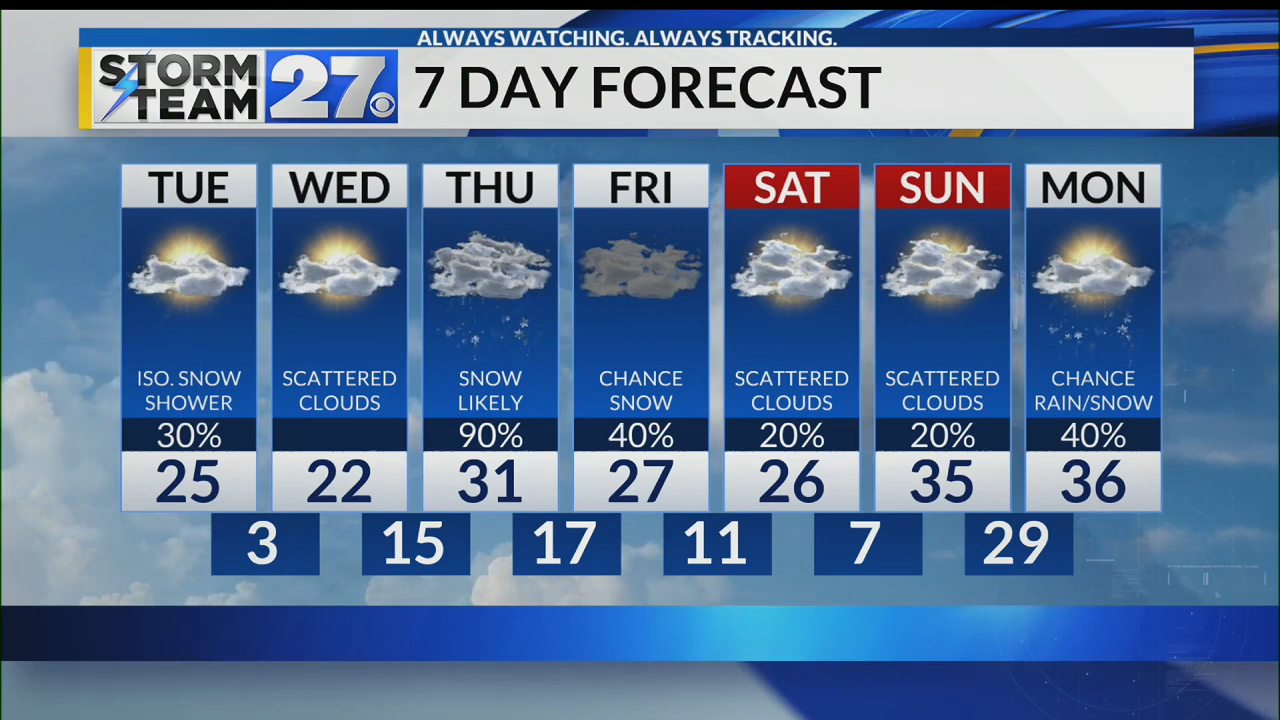 ALWAYS WATCHING. ALWAYS TRACKING.
STORM
TEAM
27
7 DAY FORECAST
TUE WED THU FRI SAT SUN MON
ISO. SNOW SCATTERED SNOW CHANCE SCATTERED SCATTERED CHANCE
SHOWER CLOUDS LIKELY SNOW CLOUDS CLOUDS RAIN/SNOW
30% 90% 40% 20% 20% 40%
25 22 31 27 26 35 36
3 15 17 11 7 29